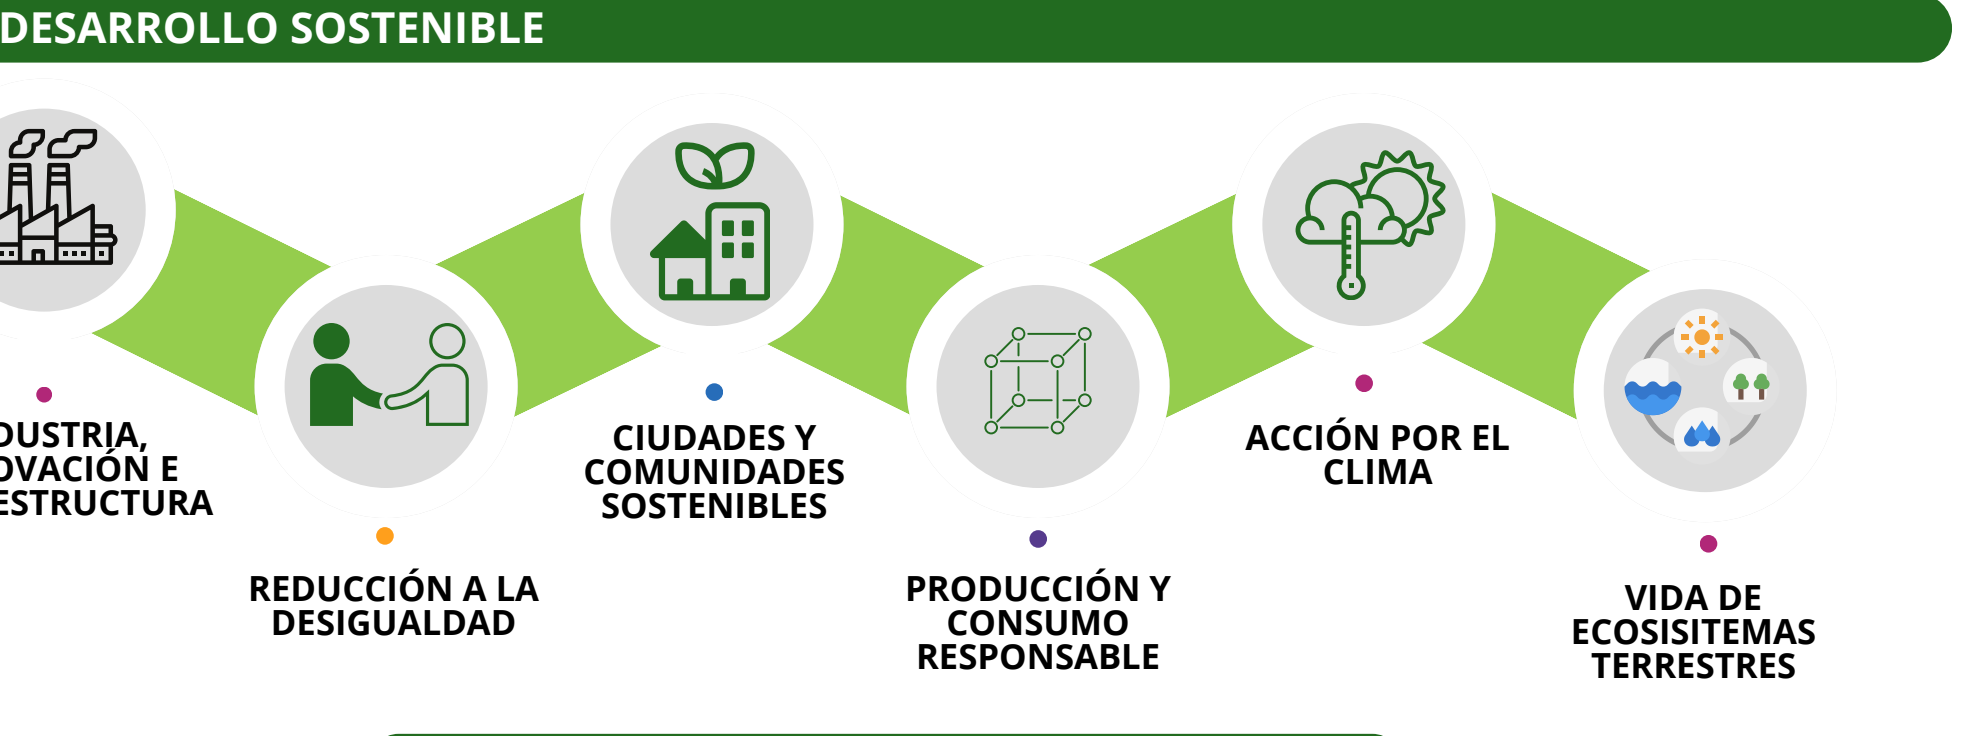 DESARROLLO SOSTENIBLE
DUSTRIA,
OVACIÓN E
ESTRUCTURA
REDUCCIÓN A LA
DESIGUALDAD
CIUDADES Y
COMUNIDADES
SOSTENIBLES
PRODUCCIÓN Y
CONSUMO
RESPONSABLE
ACCIÓN POR EL
CLIMA
VIDA DE
ECOSISITEMAS
TERRESTRES